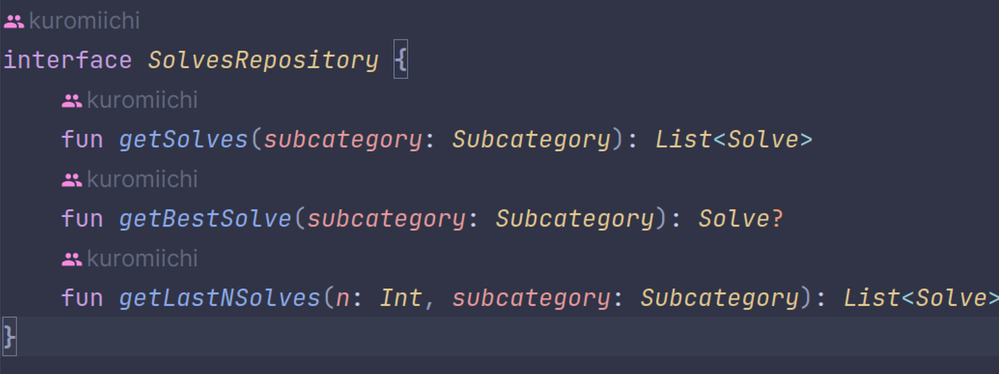 kuromiichi
interface SolvesRepository {
kuromiichi
fun getSolves(subcategory: Subcategory): List<Solve>
kuromiichi
fun getBestSolve(subcategory: Subcategory): Solve?
kuromiichi
fun getLastNSolves(n: Int, subcategory: Subcategory): List<Solve>
}